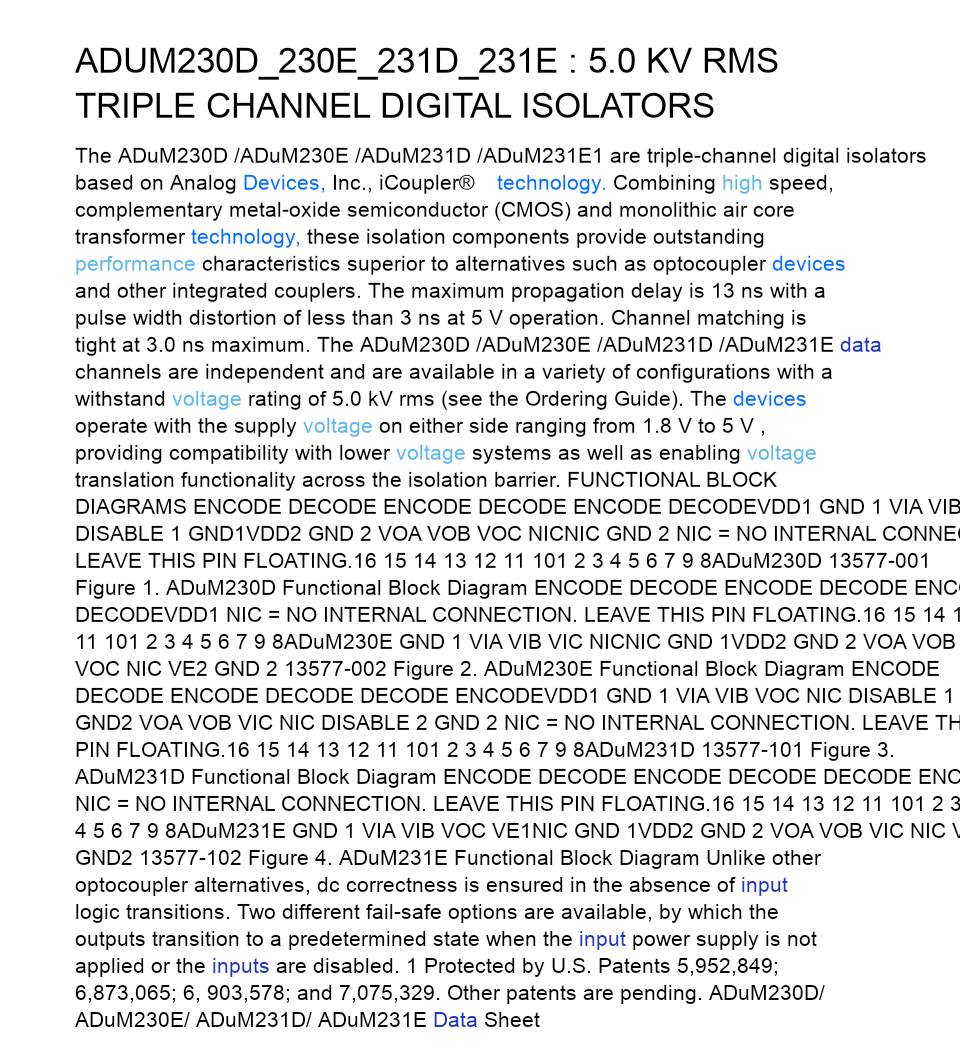 ADUM230D_230E_231D_231E : 5.0 KV RMS
TRIPLE CHANNEL DIGITAL ISOLATORS
The ADuM230D /ADuM230E /ADuM231D /ADuM231E1 are triple-channel digital isolators
based on Analog Devices, Inc., iCoupler® technology. Combining high speed,
complementary metal-oxide semiconductor (CMOS) and monolithic air core
transformer technology, these isolation components provide outstanding
performance characteristics superior to alternatives such as optocoupler devices
and other integrated couplers. The maximum propagation delay is 13 ns with a
pulse width distortion of less than 3 ns at 5 V operation. Channel matching is
tight at 3.0 ns maximum. The ADuM230D /ADuM230E /ADuM231D /ADuM231E data
channels are independent and are available in a variety of configurations with a
withstand voltage rating of 5.0 kV rms (see the Ordering Guide). The devices
operate with the supply voltage on either side ranging from 1.8 V to 5 V ,
providing compatibility with lower voltage systems as well as enabling voltage
translation functionality across the isolation barrier. FUNCTIONAL BLOCK
DIAGRAMS ENCODE DECODE ENCODE DECODE ENCODE DECODEVDD1 GND 1 VIA VIB
DISABLE 1 GND1VDD2 GND 2 VOA VOB VOC NICNIC GND 2 NIC = NO INTERNAL
LEAVE THIS PIN FLOATING.16 15 14 13 12 11 101 2 3 4 5 6 7 9 8ADuM230D 13577-001
Figure 1. ADuM230D Functional Block Diagram ENCODE DECODE ENCODE DECODE
DECODEVDD1 NIC = NO INTERNAL CONNECTION. LEAVE THIS PIN FLOATING.16 15 14
11 101 2 3 4 5 6 7 9 8ADuM230E GND 1 VIA VIB VIC NICNIC GND 1VDD2 GND 2 VOA VOB
VOC NIC VE2 GND 2 13577-002 Figure 2. ADuM230E Functional Block Diagram ENCODE
DECODE ENCODE DECODE DECODE ENCODEVDD1 GND 1 VIA VIB VOC NIC DISABLE 1
GND2 VOA VOB VIC NIC DISABLE 2 GND 2 NIC = NO INTERNAL CONNECTION. LEAVE
PIN FLOATING.16 15 14 13 12 11 101 2 3 4 5 6 7 9 8ADuM231D 13577-101 Figure 3.
ADuM231D Functional Block Diagram ENCODE DECODE ENCODE DECODE DECODE
NIC = NO INTERNAL CONNECTION. LEAVE THIS PIN FLOATING.16 15 14 13 12 11 101 2 3
4 5 6 7 9 8ADuM231E GND 1 VIA VIB VOC VE1NIC GND 1VDD2 GND 2 VOA VOB VIC NIC
GND2 13577-102 Figure 4. ADuM231E Functional Block Diagram Unlike other
optocoupler alternatives, dc correctness is ensured in the absence of input
logic transitions. Two different fail-safe options are available, by which the
outputs transition to a predetermined state when the input power supply is not
applied or the inputs are disabled. 1 Protected by U.S. Patents 5,952,849;
6,873,065; 6, 903,578; and 7,075,329. Other patents are pending. ADuM230D/
ADuM230E/ ADuM231D/ ADuM231E Data Sheet